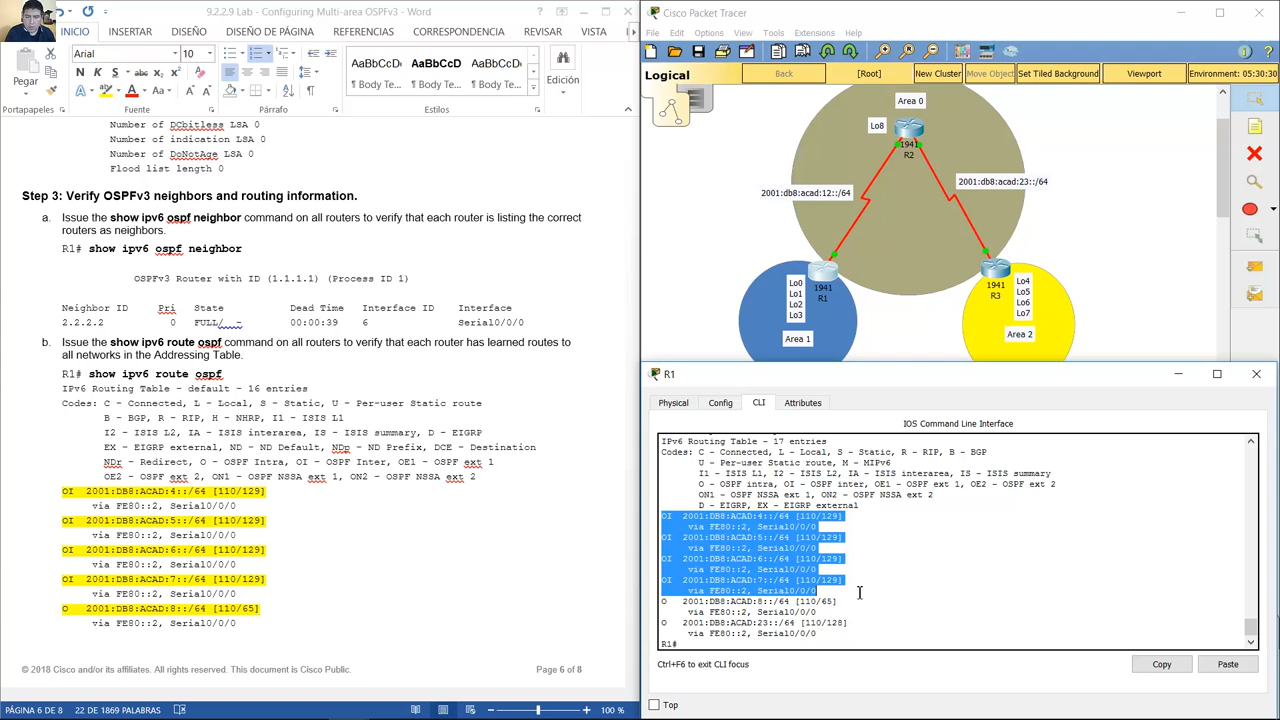 9.2.2.9 Lab - Configuring Multi-area OSPFv3 - Word
INICIO INSERTAR DISEÑO DISEÑO DE PÁGINA REFERENCIAS CORRESPONDENCIA REVISAR VISTA
Arial 10
Pegar
N K S abc x₂ x²
AaBbCcD AaBbCcD AaBbCcD
¶ Body Te... ¶ Body Te... ¶ Body Te...
Edición
Portapapeles Fuente Párrafo Estilos
Number of DCbitless LSA 0
Number of indication LSA 0
Number of DoNotAge LSA 0
Flood list length 0
Step 3: Verify OSPFv3 neighbors and routing information.
a. Issue the show ipv6 ospf neighbor command on all routers to verify that each router is listing the correct
routers as neighbors.
R1# show ipv6 ospf neighbor
OSPFv3 Router with ID (1.1.1.1) (Process ID 1)
Neighbor ID Pri State Dead Time Interface ID Interface
2.2.2.2 0 FULL/ - 00:00:39 6 Serial0/0/0
b. Issue the show ipv6 route ospf command on all routers to verify that each router has learned routes to
all networks in the Addressing Table.
R1# show ipv6 route ospf
IPv6 Routing Table - default - 16 entries
Codes: C - Connected, L - Local, S - Static, U - Per-user Static route
B - BGP, R - RIP, H - NHRP, I1 - ISIS L1
I2 - ISIS L2, IA - ISIS interarea, IS - ISIS summary, D - EIGRP
EX - EIGRP external, ND - ND Default, NDp - ND Prefix, DCE - Destination
NDr - Redirect, O - OSPF Intra, OI - OSPF Inter, OE1 - OSPF ext 1
OE2 - OSPF ext 2, ON1 - OSPF NSSA ext 1, ON2 - OSPF NSSA ext 2
OI 2001:DB8:ACAD:4::/64 [110/129]
via FE80::2, Serial0/0/0
OI 2001:DB8:ACAD:5::/64 [110/129]
via FE80::2, Serial0/0/0
OI 2001:DB8:ACAD:6::/64 [110/129]
via FE80::2, Serial0/0/0
OI 2001:DB8:ACAD:7::/64 [110/129]
via FE80::2, Serial0/0/0
O 2001:DB8:ACAD:8::/64 [110/65]
via FE80::2, Serial0/0/0
© 2018 Cisco and/or its affiliates. All rights reserved. This document is Cisco Public. Page 6 of 8
PÁGINA 6 DE 8 22 DE 1869 PALABRAS 100 %
Cisco Packet Tracer
File Edit Options View Tools Extensions Help
Logical Back [Root] New Cluster Move Object Set Tiled Background Viewport Environment: 05:30:30
Area 0
Lo8
1941
R2
2001:db8:acad:12::/64
2001:db8:acad:23::/64
1941
R1
Lo0
Lo1
Lo2
Lo3
Area 1
1941
R3
Lo4
Lo5
Lo6
Lo7
Area 2
R1
Physical Config CLI Attributes
IOS Command Line Interface
IPv6 Routing Table - 17 entries
Codes: C - Connected, L - Local, S - Static, R - RIP, B - BGP
U - Per-user Static route, M - MIPv6
I1 - ISIS L1, I2 - ISIS L2, IA - ISIS interarea, IS - ISIS summary
O - OSPF intra, OI - OSPF inter, OE1 - OSPF ext 1, OE2 - OSPF ext 2
ON1 - OSPF NSSA ext 1, ON2 - OSPF NSSA ext 2
D - EIGRP, EX - EIGRP external
OI 2001:DB8:ACAD:4::/64 [110/129]
via FE80::2, Serial0/0/0
OI 2001:DB8:ACAD:5::/64 [110/129]
via FE80::2, Serial0/0/0
OI 2001:DB8:ACAD:6::/64 [110/129]
via FE80::2, Serial0/0/0
OI 2001:DB8:ACAD:7::/64 [110/129]
via FE80::2, Serial0/0/0
O 2001:DB8:ACAD:8::/64 [110/65]
via FE80::2, Serial0/0/0
O 2001:DB8:ACAD:23::/64 [110/128]
via FE80::2, Serial0/0/0
R1#
Ctrl+F6 to exit CLI focus Copy Paste
Top